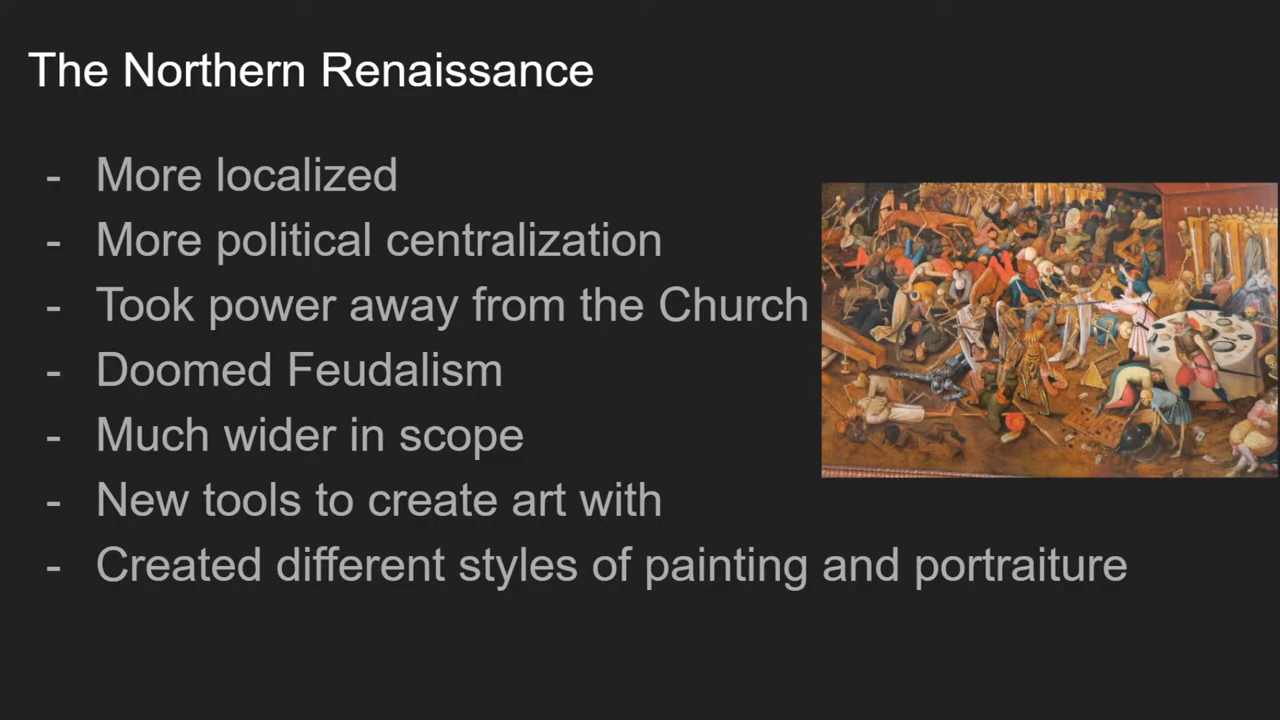 The Northern Renaissance
- More localized
- More political centralization
- Took power away from the Church
- Doomed Feudalism
- Much wider in scope
- New tools to create art with
- Created different styles of painting and portraiture